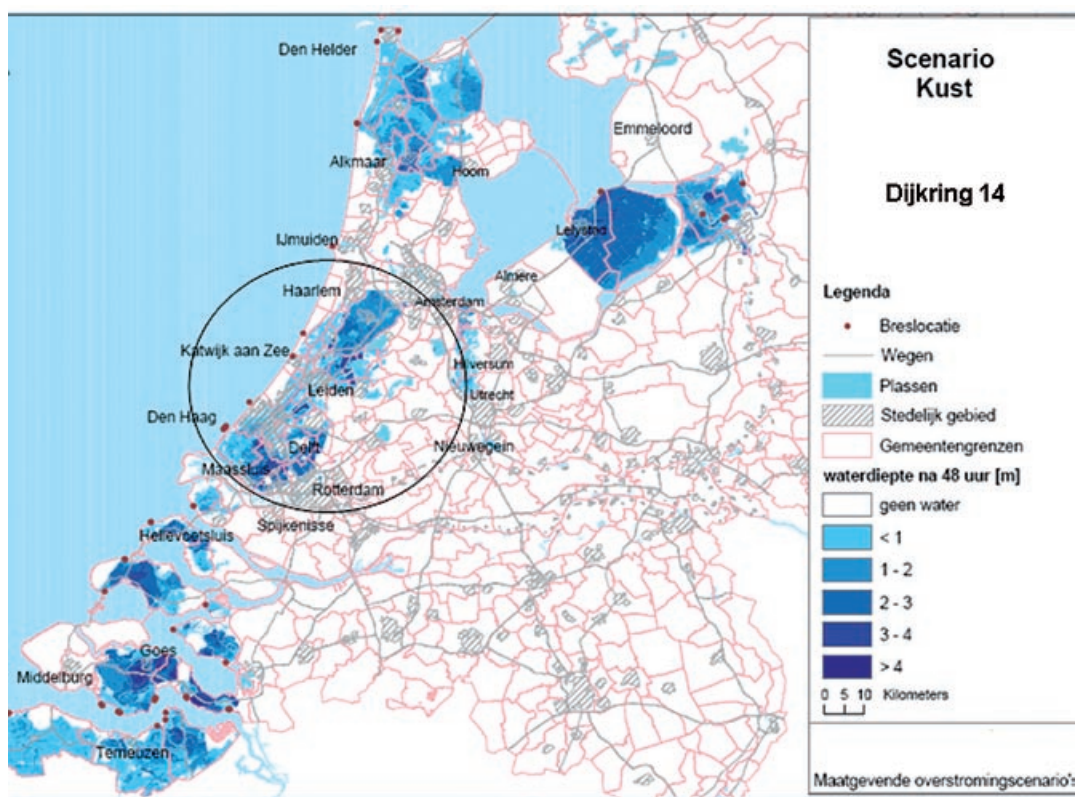 Den Helder
Emmeloord
Alkmaar
Hoorn
Lelystad
IJmuiden
Almere
Haarlem
Amsterdam
Katwijk aan Zee
Hilversum
Leiden
Utrecht
Den Haag
Delft
Nieuwegein
Maassluis
Rotterdam
Spijkenisse
Hellevoetsluis
Goes
Middelburg
Terneuzen
Scenario
Kust
Dijkring 14
Legenda
Breslocatie
Wegen
Plassen
Stedelijk gebied
Gemeentengrenzen
waterdiepte na 48 uur [m]
geen water
< 1
1 - 2
2 - 3
3 - 4
> 4
0 5 10 Kilometers
Maatgevende overstromingscenario's